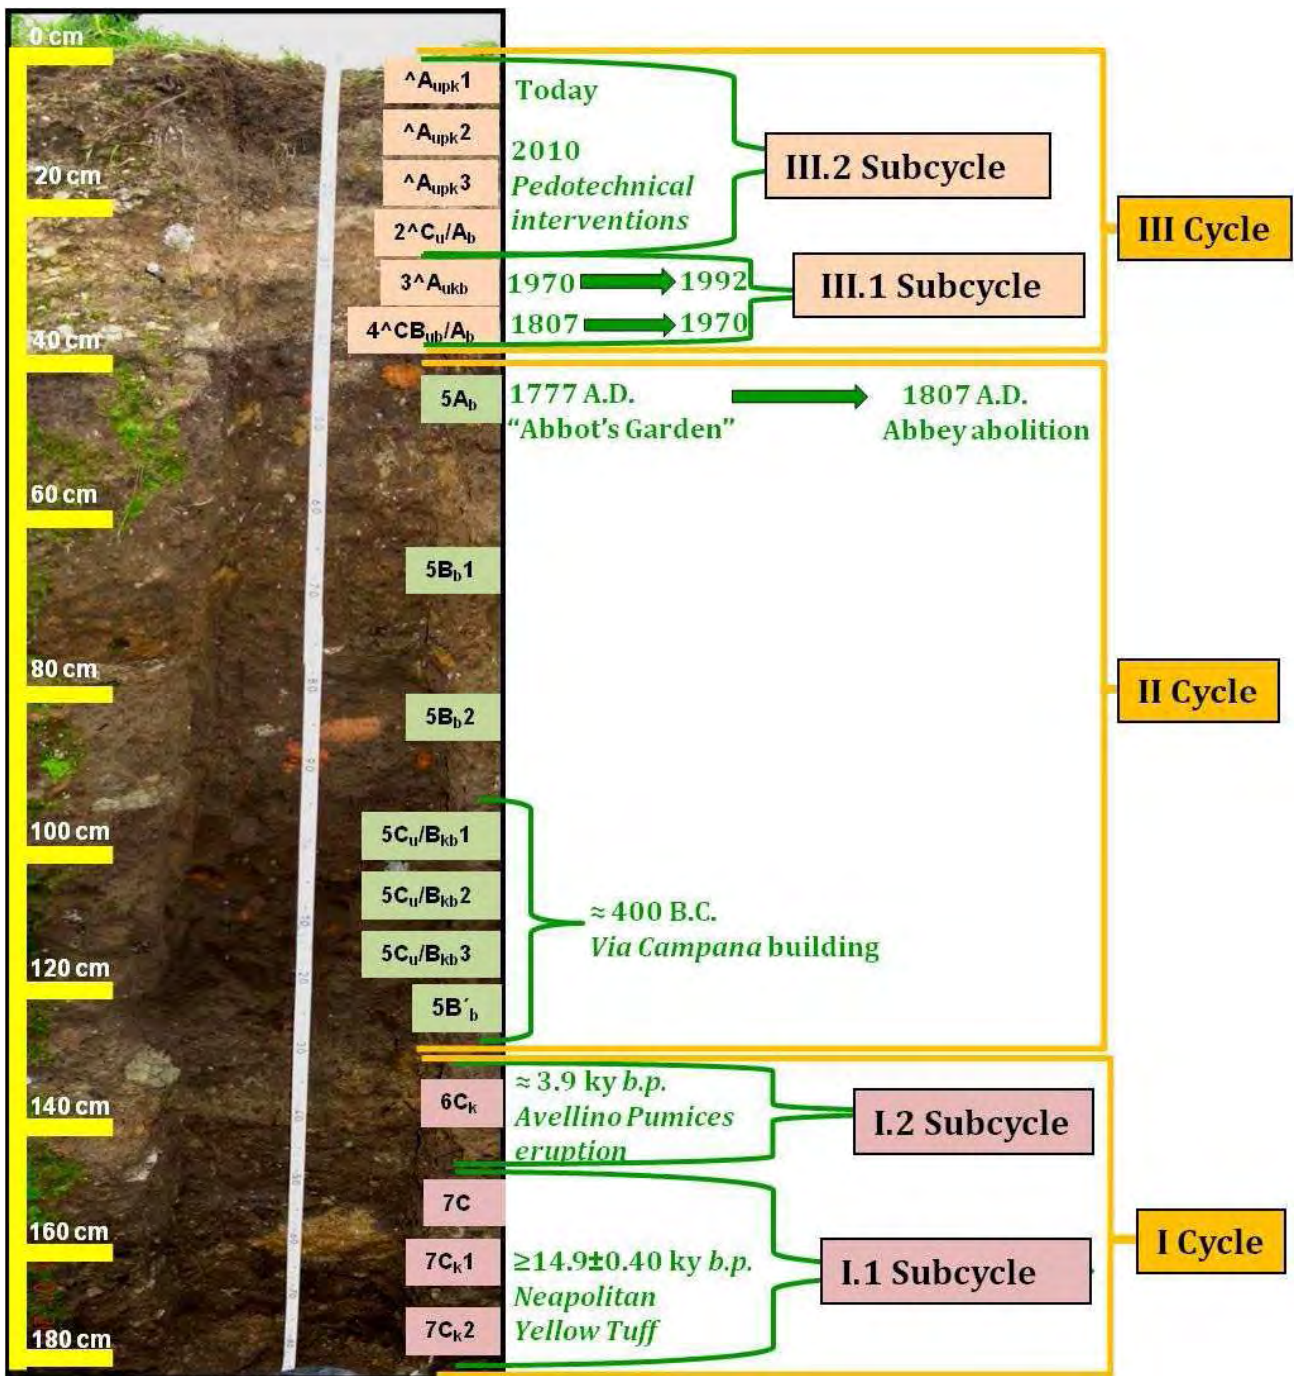 0 cm
^Aupk1
Today
^Aupk2
2010
Pedotechnical
interventions
III.2 Subcycle
20 cm
^Aupk3
2^Cu/Ab
III Cycle
3^Aukb
1970
1992
III.1 Subcycle
4^CBub/Ab
1807
1970
40 cm
5Ab
1777 A.D.
"Abbot's Garden"
1807 A.D.
Abbey abolition
60 cm
5Bb1
80 cm
II Cycle
5Bb2
100 cm
5Cu/Bkb1
5Cu/Bkb2
≈ 400 B.C.
Via Campana building
5Cu/Bkb3
120 cm
5B´b
6Ck
≈ 3.9 ky b.p.
Avellino Pumices
eruption
I.2 Subcycle
140 cm
7C
160 cm
7Ck1
≥14.9±0.40 ky b.p.
Neapolitan
Yellow Tuff
I.1 Subcycle
I Cycle
7Ck2
180 cm